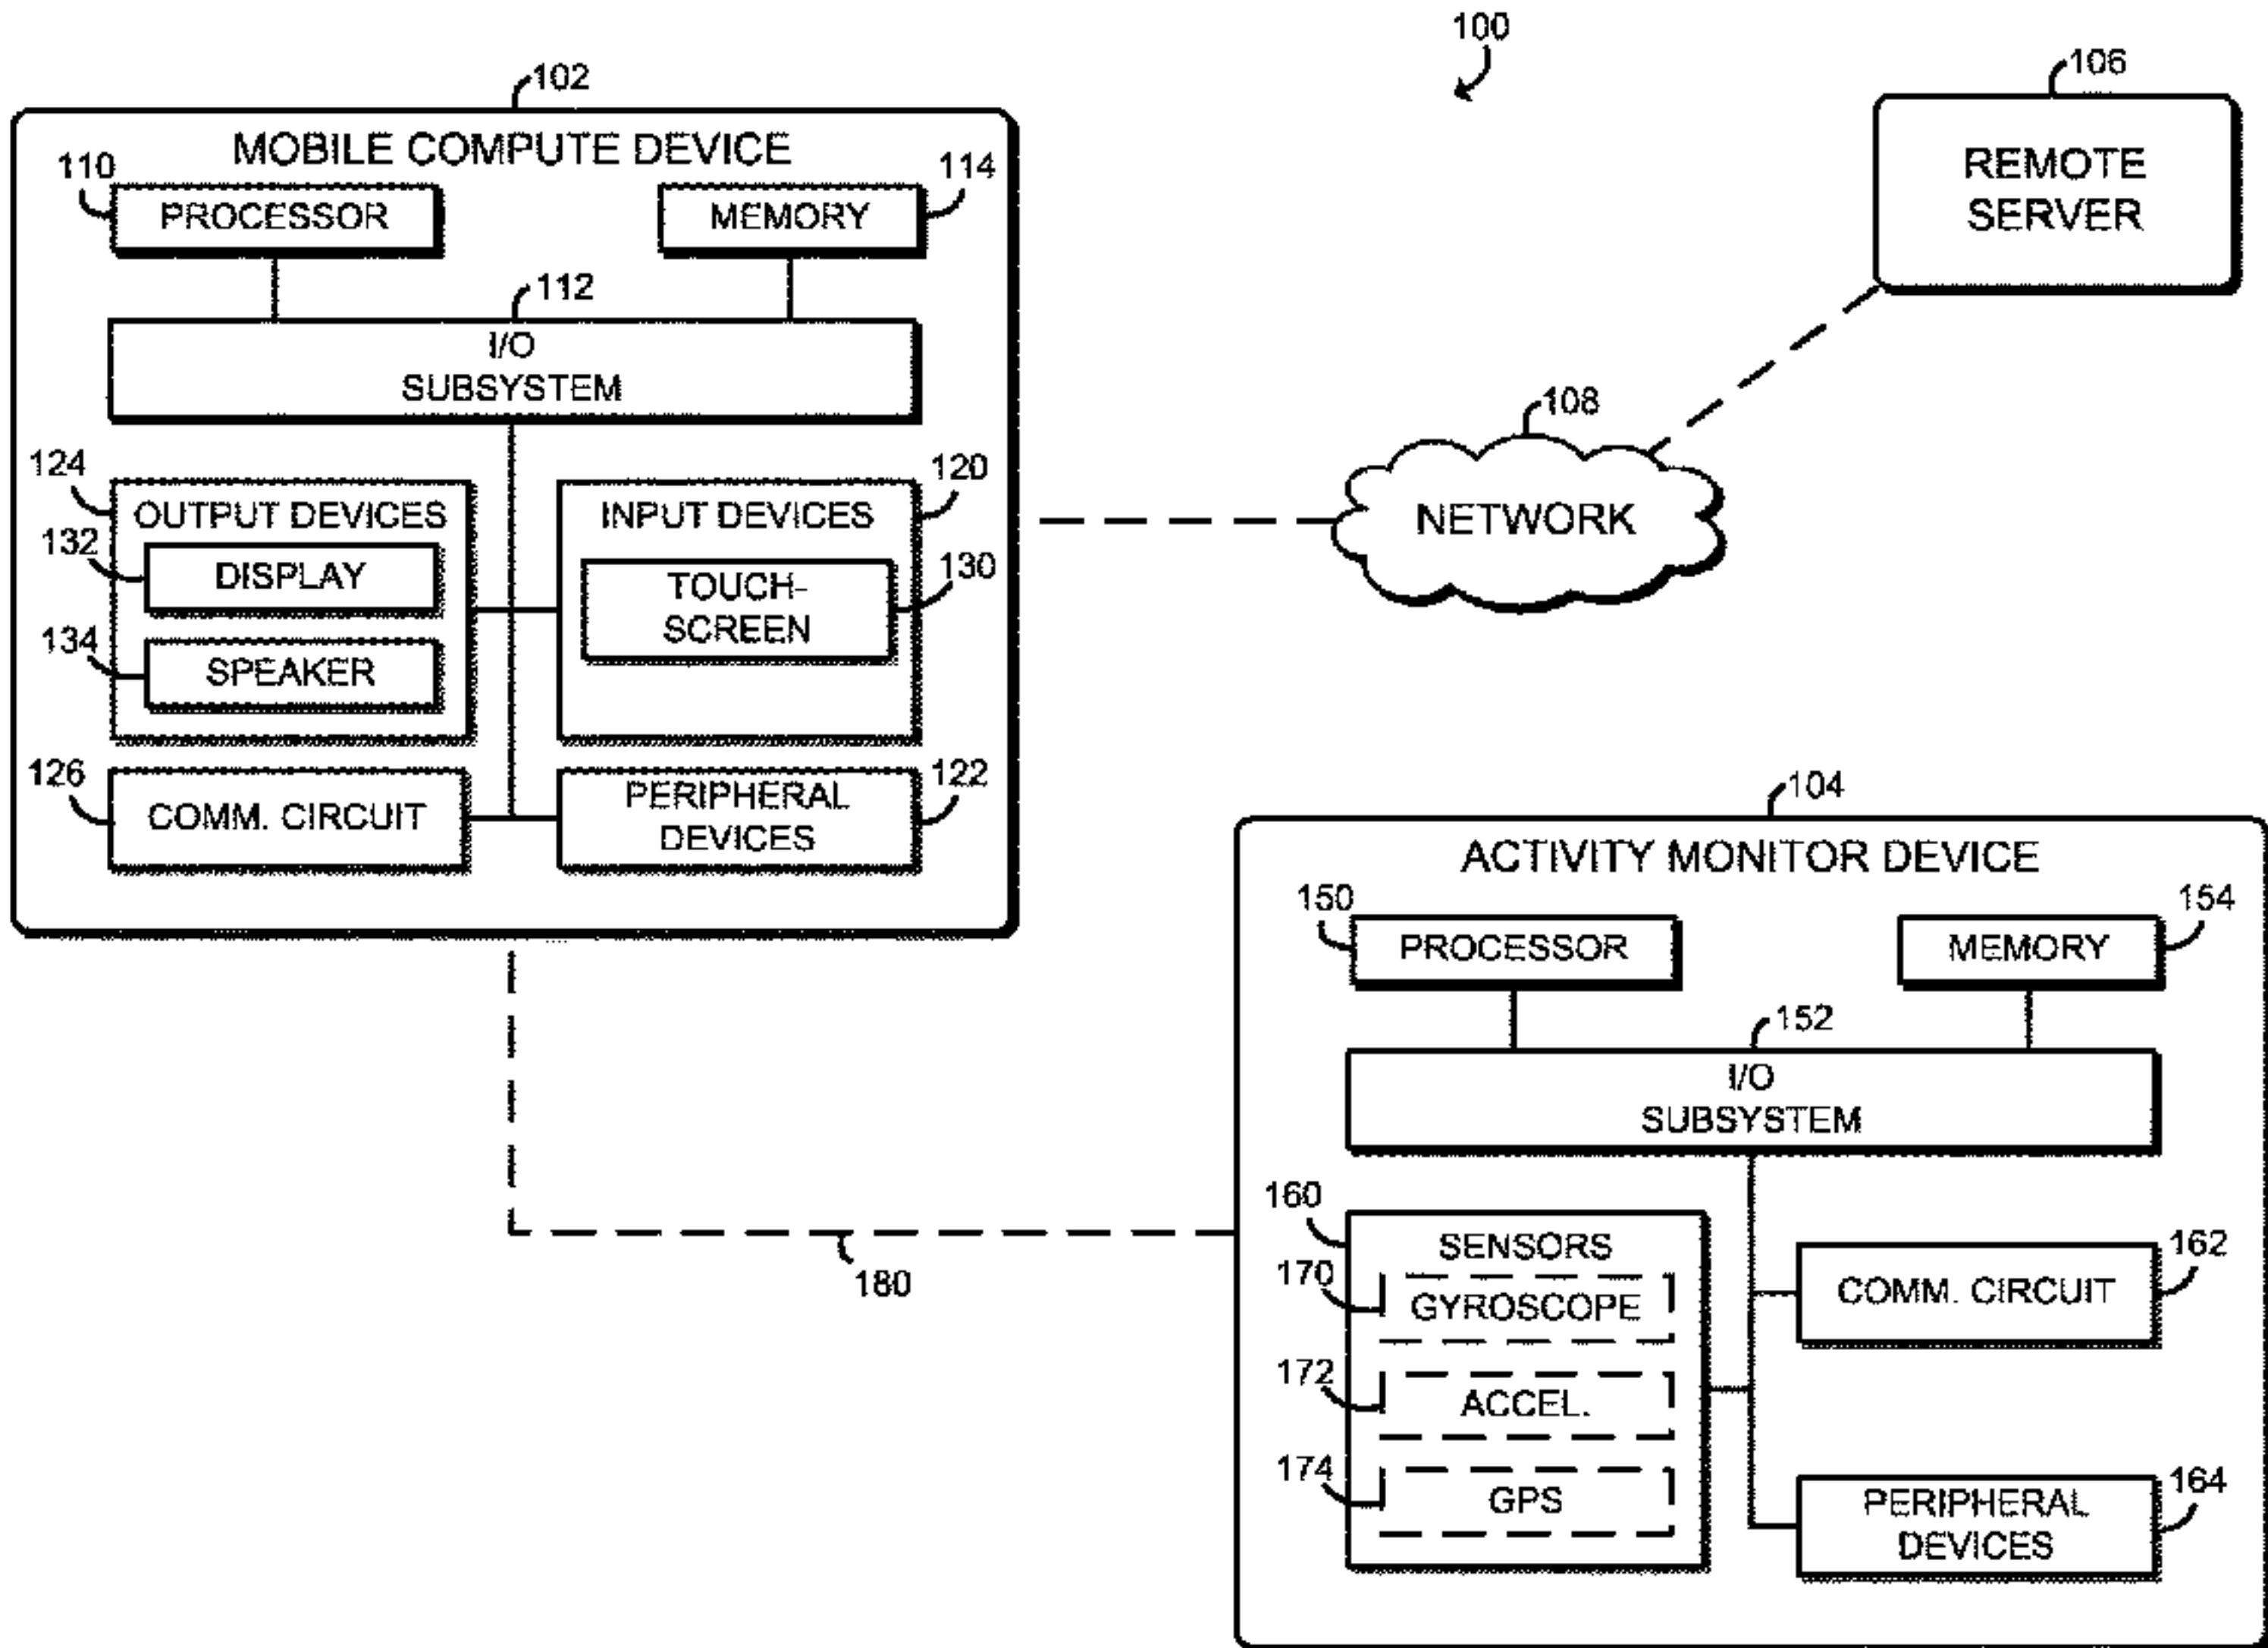 100
102
106
MOBILE COMPUTE DEVICE
110
114
PROCESSOR
MEMORY
REMOTE
SERVER
112
I/O
SUBSYSTEM
108
NETWORK
124
120
OUTPUT DEVICES
INPUT DEVICES
132
130
DISPLAY
TOUCH-
SCREEN
134
SPEAKER
126
122
COMM. CIRCUIT
PERIPHERAL
DEVICES
104
ACTIVITY MONITOR DEVICE
150
154
PROCESSOR
MEMORY
152
I/O
SUBSYSTEM
160
162
SENSORS
COMM. CIRCUIT
170
GYROSCOPE
172
ACCEL.
174
164
GPS
PERIPHERAL
DEVICES
180